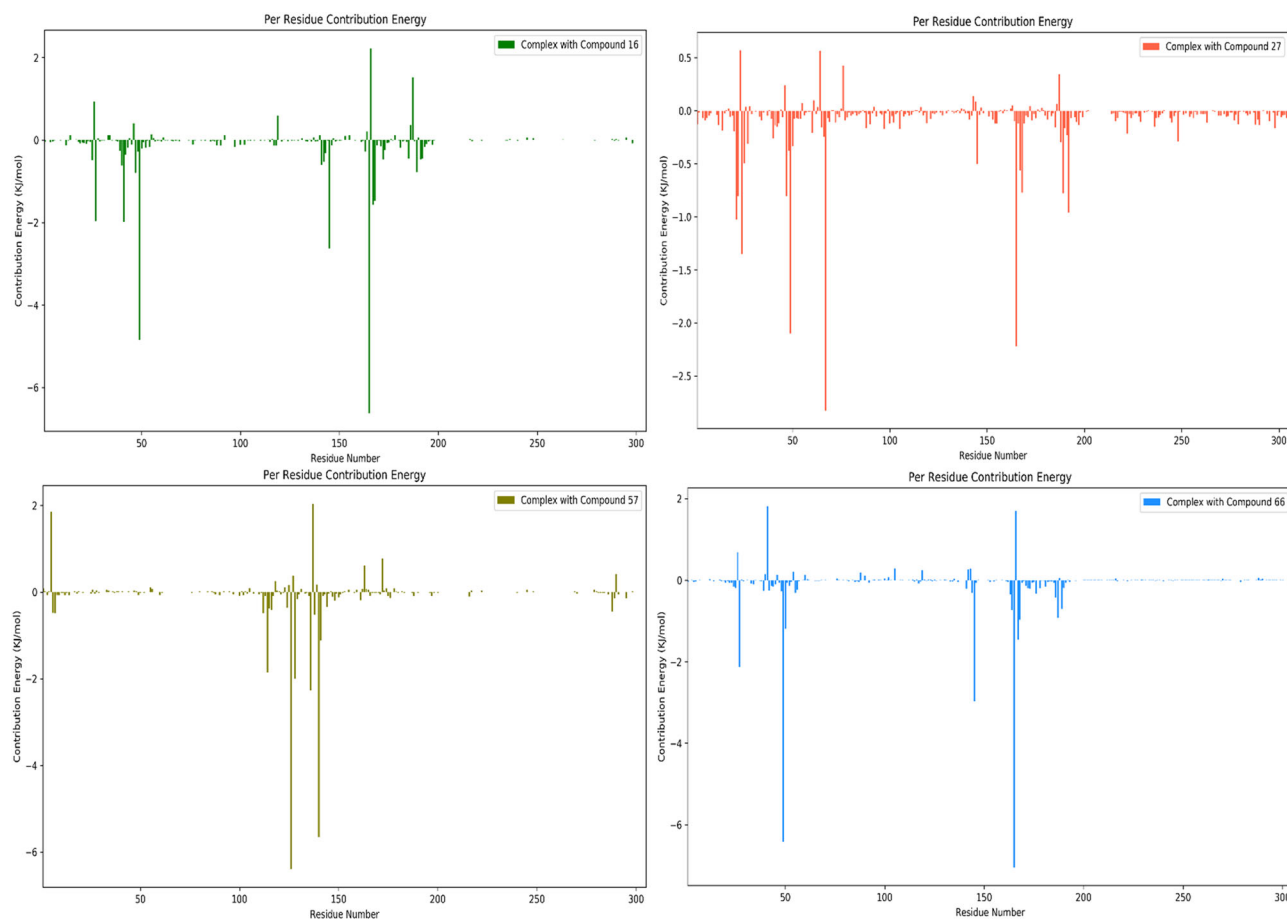 Per Residue Contribution Energy
Complex with Compound 16
Contribution Energy (KJ/mol)
2
0
−2
−4
−6
50
100
150
200
250
300
Residue Number
Per Residue Contribution Energy
Complex with Compound 27
Contribution Energy (KJ/mol)
0.5
0.0
−0.5
−1.0
−1.5
−2.0
−2.5
50
100
150
200
250
300
Residue Number
Per Residue Contribution Energy
Complex with Compound 57
Contribution Energy (KJ/mol)
2
0
−2
−4
−6
50
100
150
200
250
300
Residue Number
Per Residue Contribution Energy
Complex with Compound 66
Contribution Energy (KJ/mol)
2
0
−2
−4
−6
50
100
150
200
250
300
Residue Number